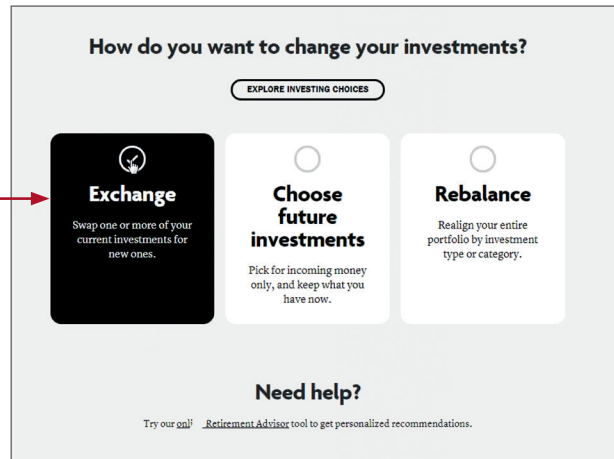 How do you want to change your investments?
EXPLORE INVESTING CHOICES
Exchange
Swap one or more of your
current investments for
new ones.
Choose
future
investments
Pick for incoming money
only, and keep what you
have now.
Rebalance
Realign your entire
portfolio by investment
type or category.
Need help?
Try our Retirement Advisor tool to get personalized recommendations.